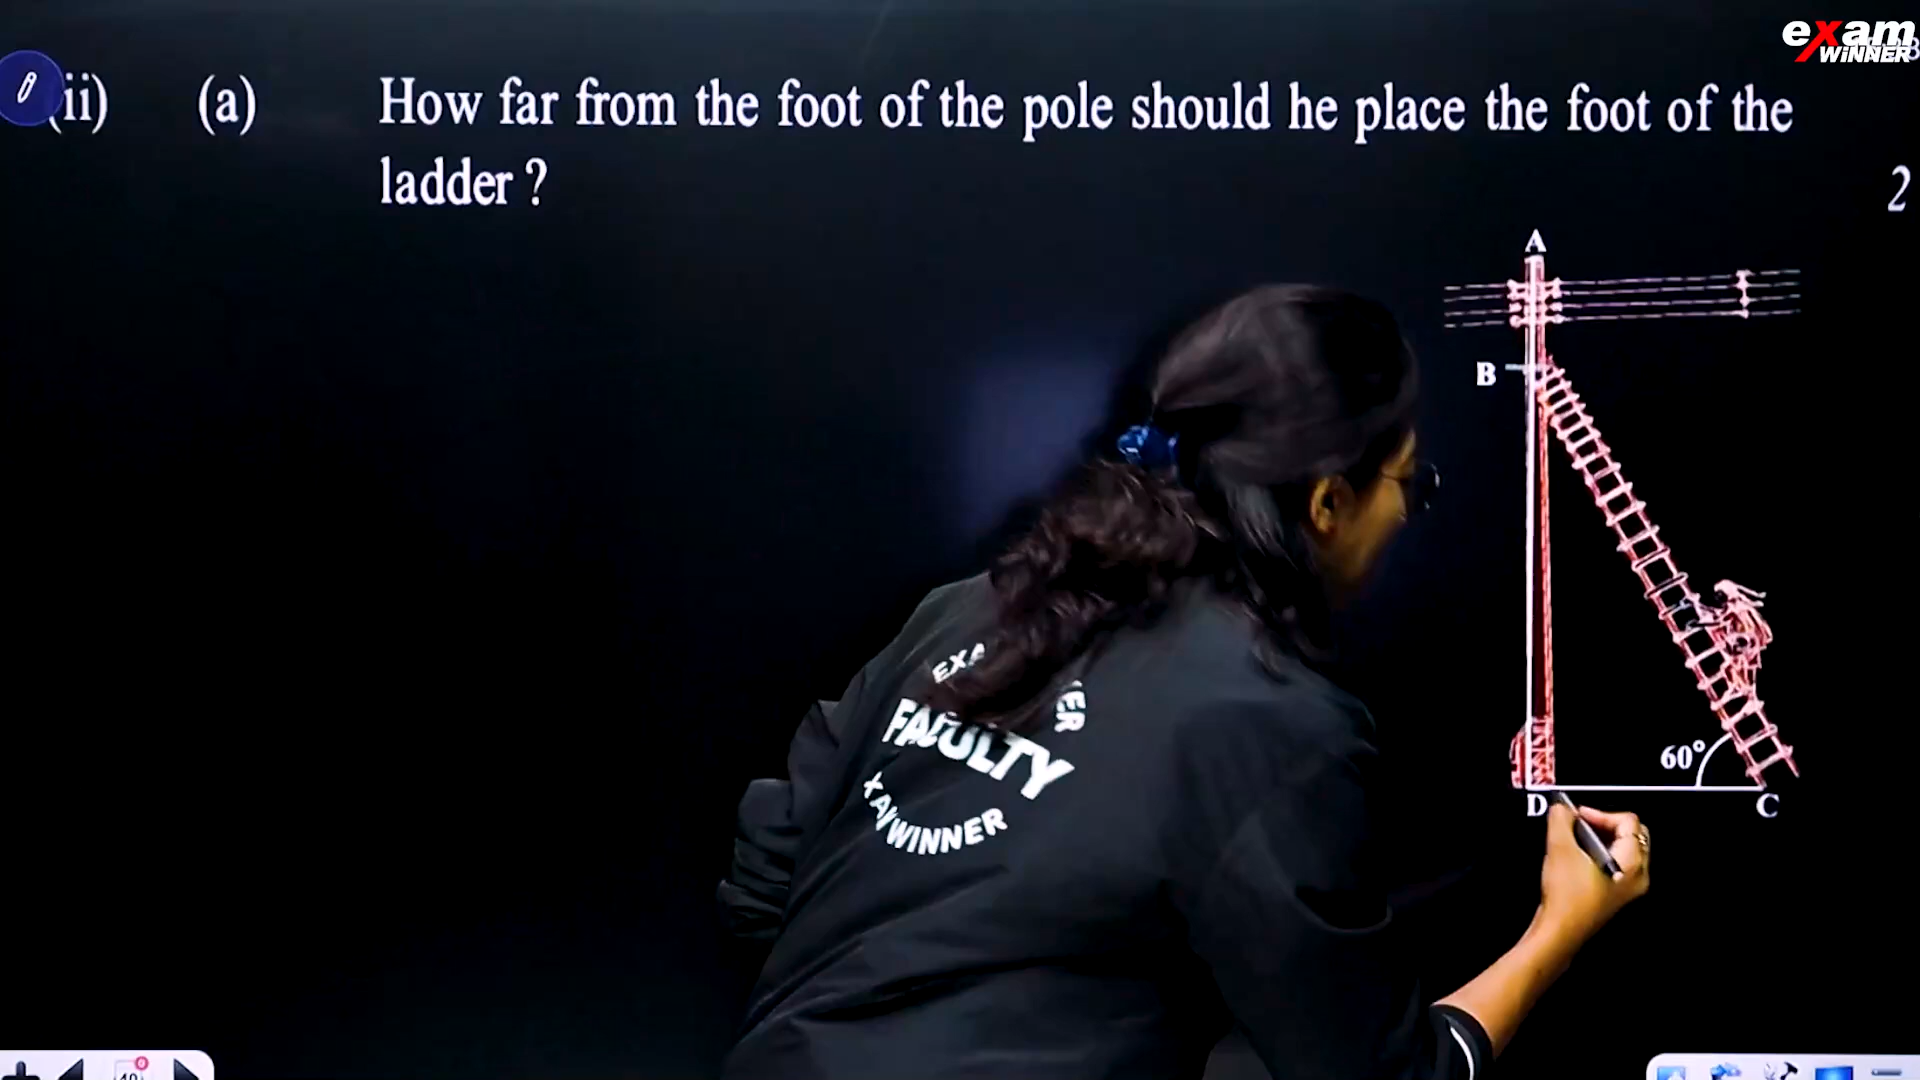 exam
WiNNER
ii) (a) How far from the foot of the pole should he place the foot of the
ladder ?
2
A
B
60°
D C
FACULTY
WINNER